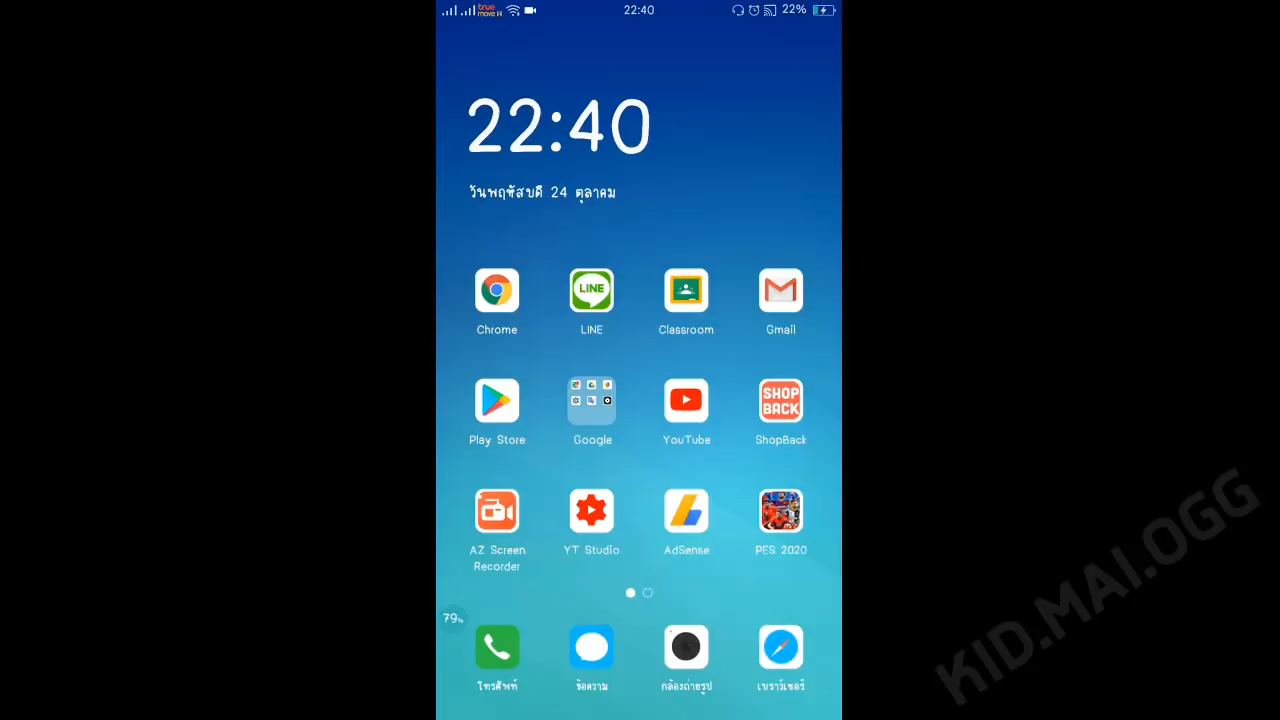 true
move H
22:40
22%
22:40
วันพฤหัสบดี 24 ตุลาคม
LINE
Chrome
LINE
Classroom
Gmail
SHOP
BACK
Play Store
Google
YouTube
ShopBack
AZ Screen
Recorder
YT Studio
AdSense
PES 2020
79%
โทรศัพท์
ข้อความ
กล้องถ่ายรูป
เบราว์เซอร์
KID.MAI.OGG